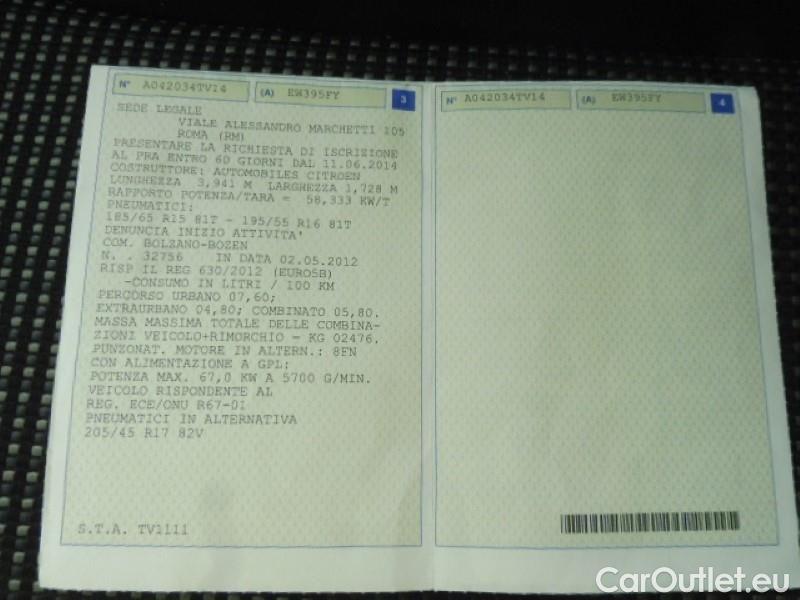 N° A042034TV14 (A) EW395FY 3
SEDE LEGALE
VIALE ALESSANDRO MARCHETTI 105
ROMA (RM)
PRESENTARE LA RICHIESTA DI ISCRIZIONE
AL PRA ENTRO 60 GIORNI DAL 11.06.2014
COSTRUTTORE: AUTOMOBILES CITROEN
LUNGHEZZA 3,941 M LARGHEZZA 1,728 M
RAPPORTO POTENZA/TARA = 58,333 KW/T
PNEUMATICI:
185/65 R15 81T - 195/55 R16 81T
DENUNCIA INIZIO ATTIVITA'
COM. BOLZANO-BOZEN
N. . 32756 IN DATA 02.05.2012
RISP IL REG 630/2012 (EURO5B)
-CONSUMO IN LITRI / 100 KM
PERCORSO URBANO 07,60;
EXTRAURBANO 04,80; COMBINATO 05,80.
MASSA MASSIMA TOTALE DELLE COMBINA-
ZIONI VEICOLO+RIMORCHIO = KG 02476.
PUNZONAT. MOTORE IN ALTERN.: 8FN
CON ALIMENTAZIONE A GPL:
POTENZA MAX. 67,0 KW A 5700 G/MIN.
VEICOLO RISPONDENTE AL
REG. ECE/ONU R67-01
PNEUMATICI IN ALTERNATIVA
205/45 R17 82V
S.T.A. TV1111
N° A042034TV14 (A) EW395FY 4
CarOutlet.eu